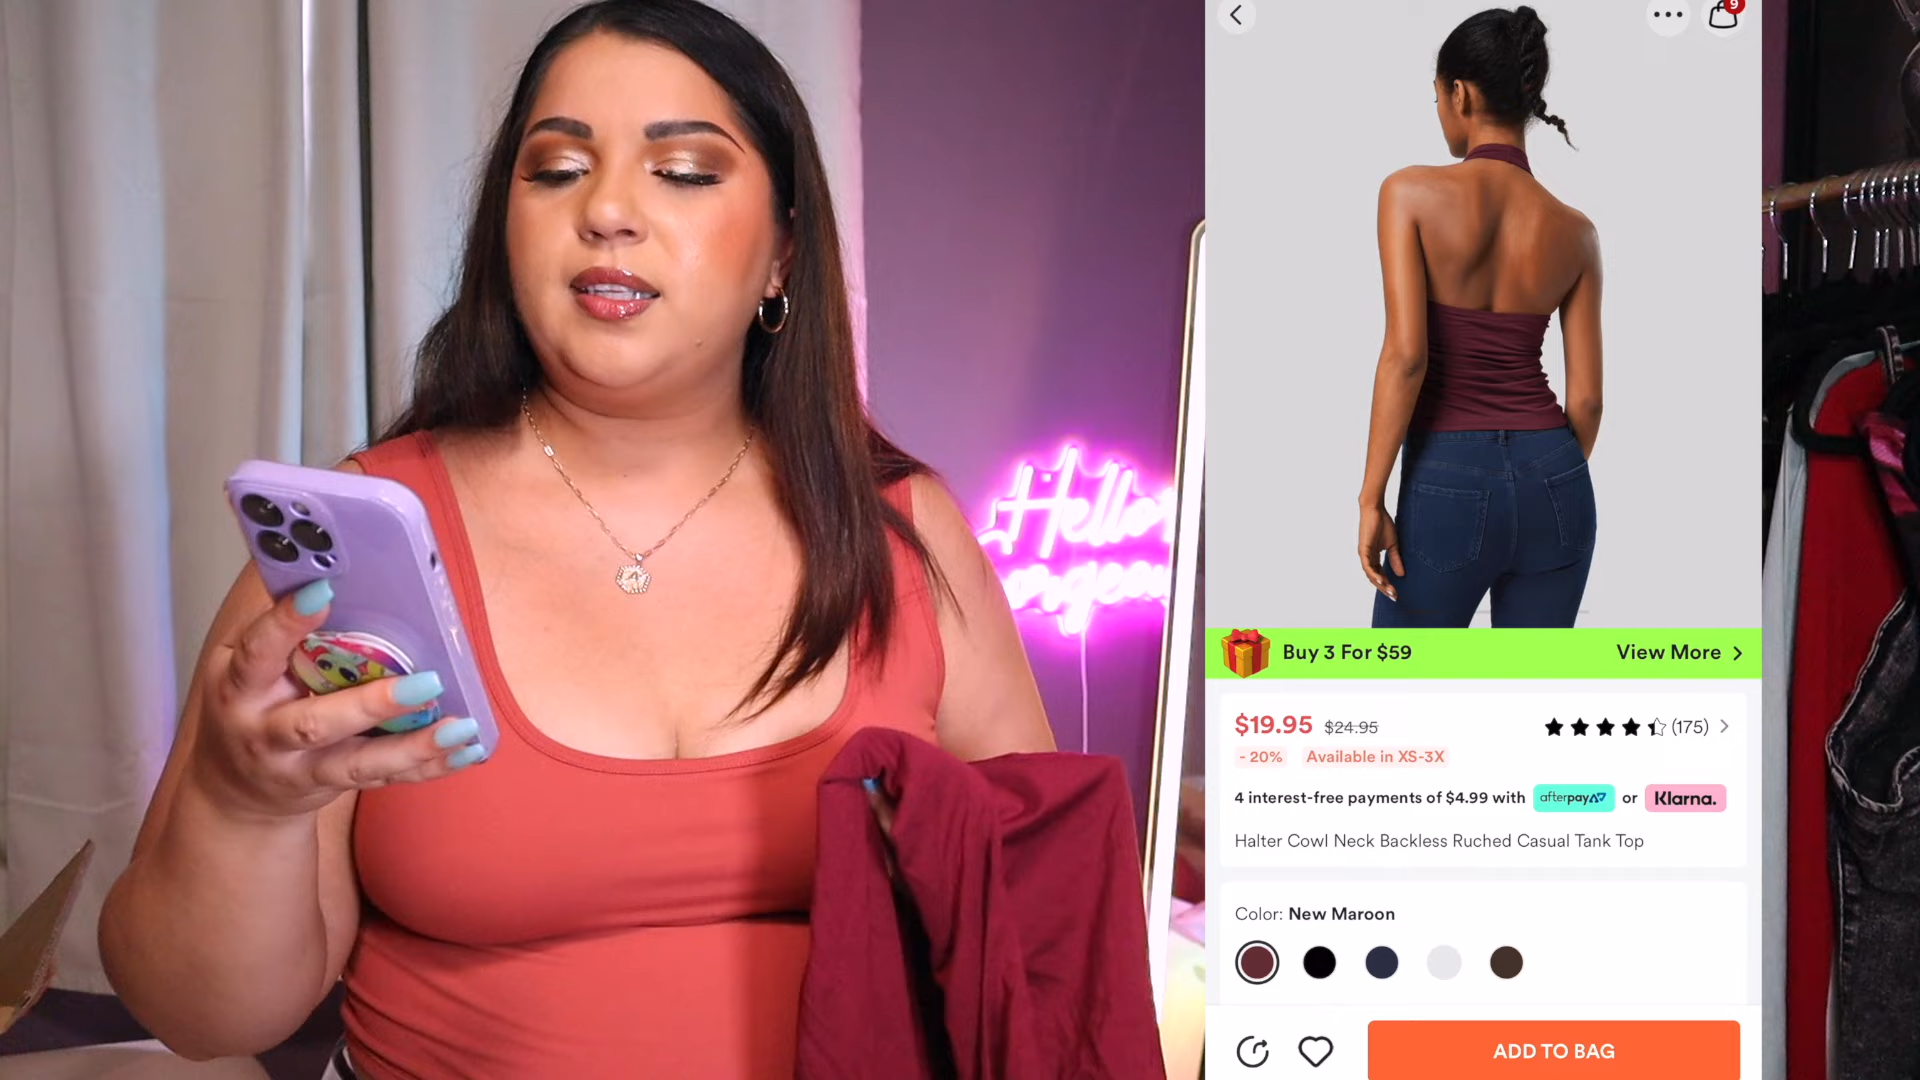 Hello
9
Buy 3 For $59
View More
$19.95 $24.95
(175)
- 20% Available in XS-3X
4 interest-free payments of $4.99 with afterpay or Klarna.
Halter Cowl Neck Backless Ruched Casual Tank Top
Color: New Maroon
ADD TO BAG